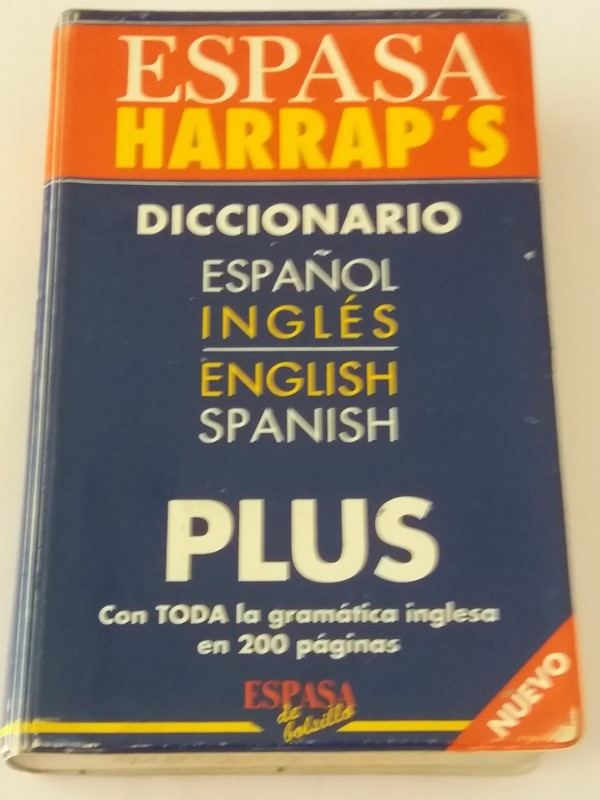 ESPASA
HARRAP'S
DICCIONARIO
ESPAÑOL
INGLÉS
ENGLISH
SPANISH
PLUS
Con TODA la gramática inglesa
en 200 páginas
ESPASA
de
bolsillo
NUEVO